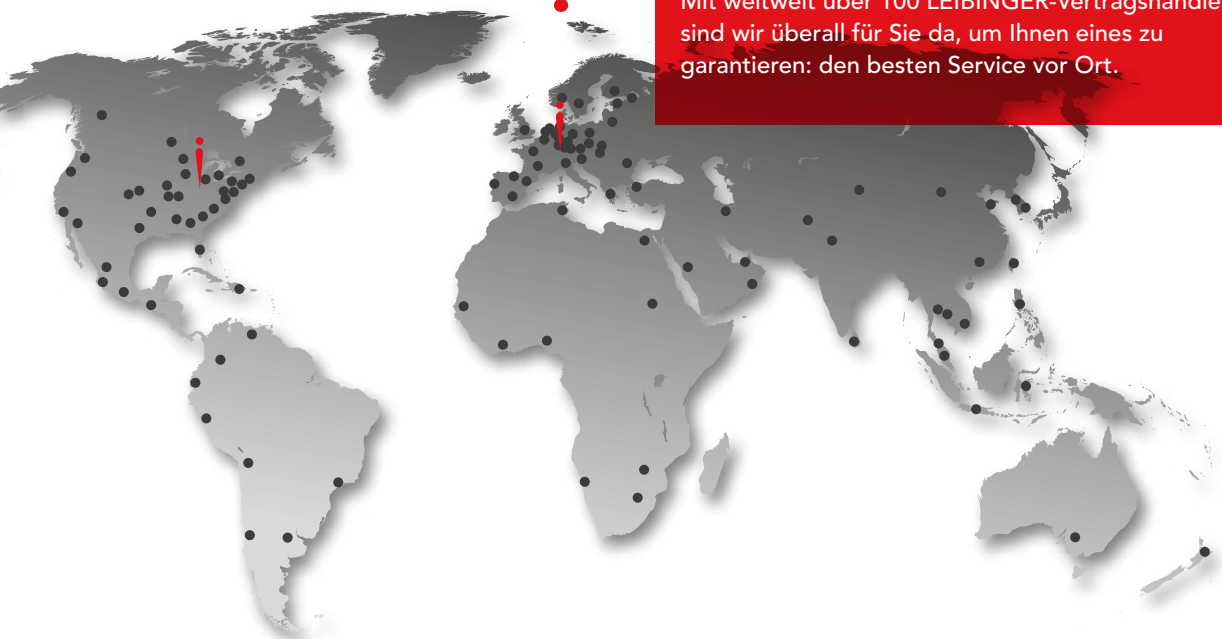 Mit weltweit über 100 LEIBINGER-Vertragshändle
sind wir überall für Sie da, um Ihnen eines zu
garantieren: den besten Service vor Ort.